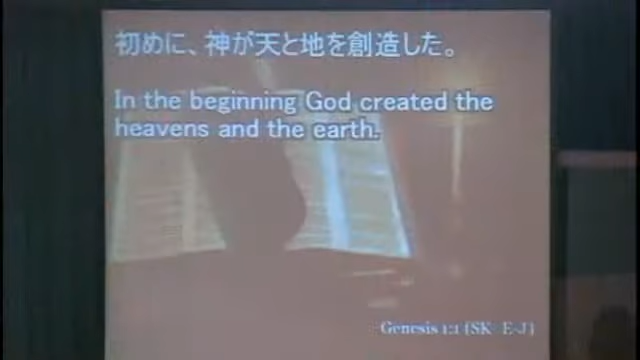 初めに、神が天と地を創造した。
In the beginning God created the
heavens and the earth.
Genesis 1:1 [SK E-J]